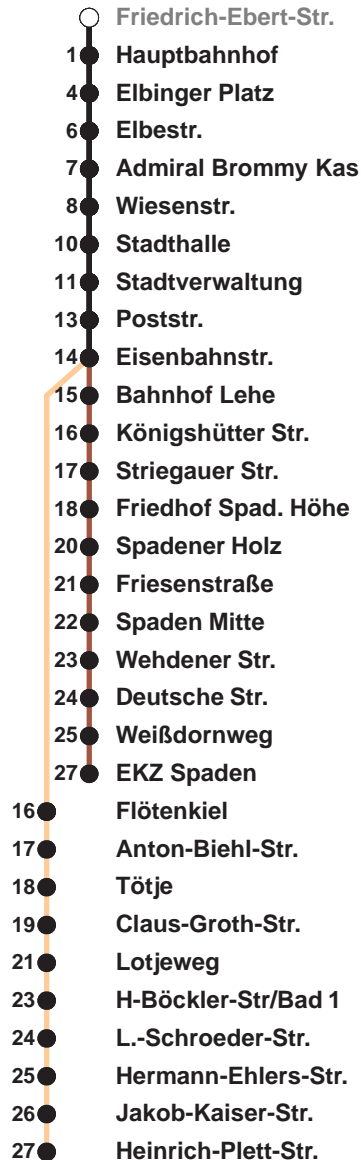 Friedrich-Ebert-Str.
1 Hauptbahnhof
4 Elbinger Platz
6 Elbestr.
7 Admiral Brommy Kas
8 Wiesenstr.
10 Stadthalle
11 Stadtverwaltung
13 Poststr.
14 Eisenbahnstr.
15 Bahnhof Lehe
16 Königshütter Str.
17 Striegauer Str.
18 Friedhof Spad. Höhe
20 Spadener Holz
21 Friesenstraße
22 Spaden Mitte
23 Wehdener Str.
24 Deutsche Str.
25 Weißdornweg
27 EKZ Spaden
16 Flötenkiel
17 Anton-Biehl-Str.
18 Tötje
19 Claus-Groth-Str.
21 Lotjeweg
23 H-Böckler-Str/Bad 1
24 L.-Schroeder-Str.
25 Hermann-Ehlers-Str.
26 Jakob-Kaiser-Str.
27 Heinrich-Plett-Str.